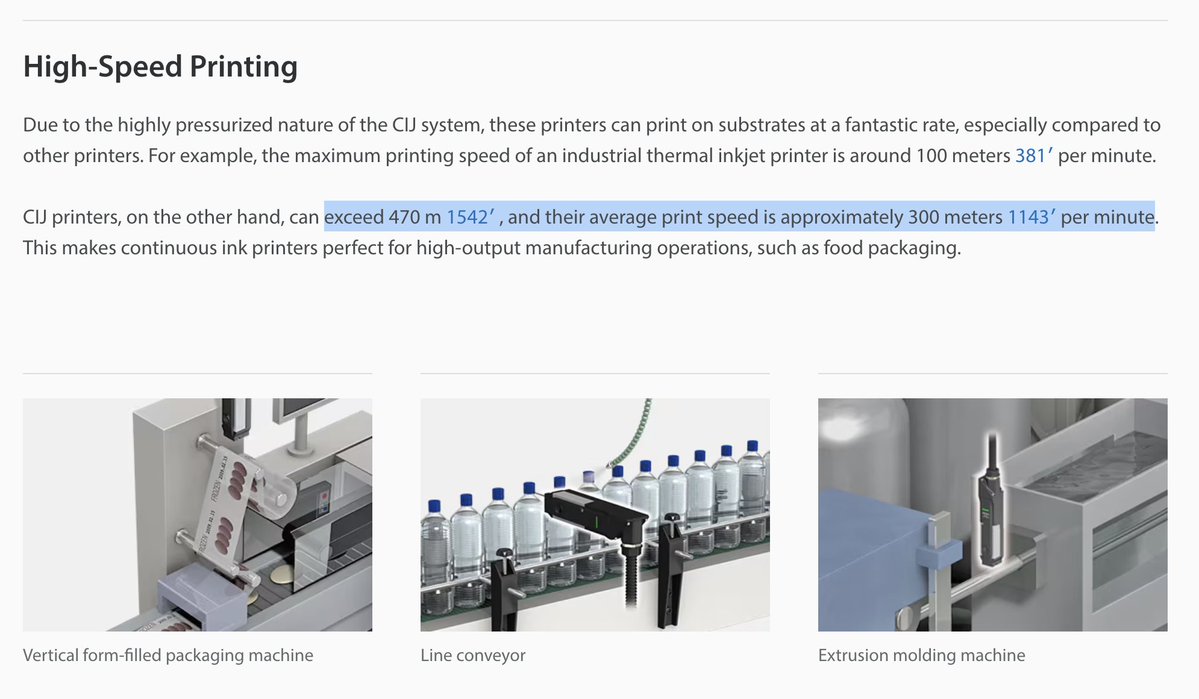 High-Speed Printing
Due to the highly pressurized nature of the CIJ system, these printers can print on substrates at a fantastic rate, especially compared to
other printers. For example, the maximum printing speed of an industrial thermal inkjet printer is around 100 meters 381′ per minute.
CIJ printers, on the other hand, can exceed 470 m 1542′ , and their average print speed is approximately 300 meters 1143′ per minute.
This makes continuous ink printers perfect for high-output manufacturing operations, such as food packaging.
Vertical form-filled packaging machine
Line conveyor
Extrusion molding machine